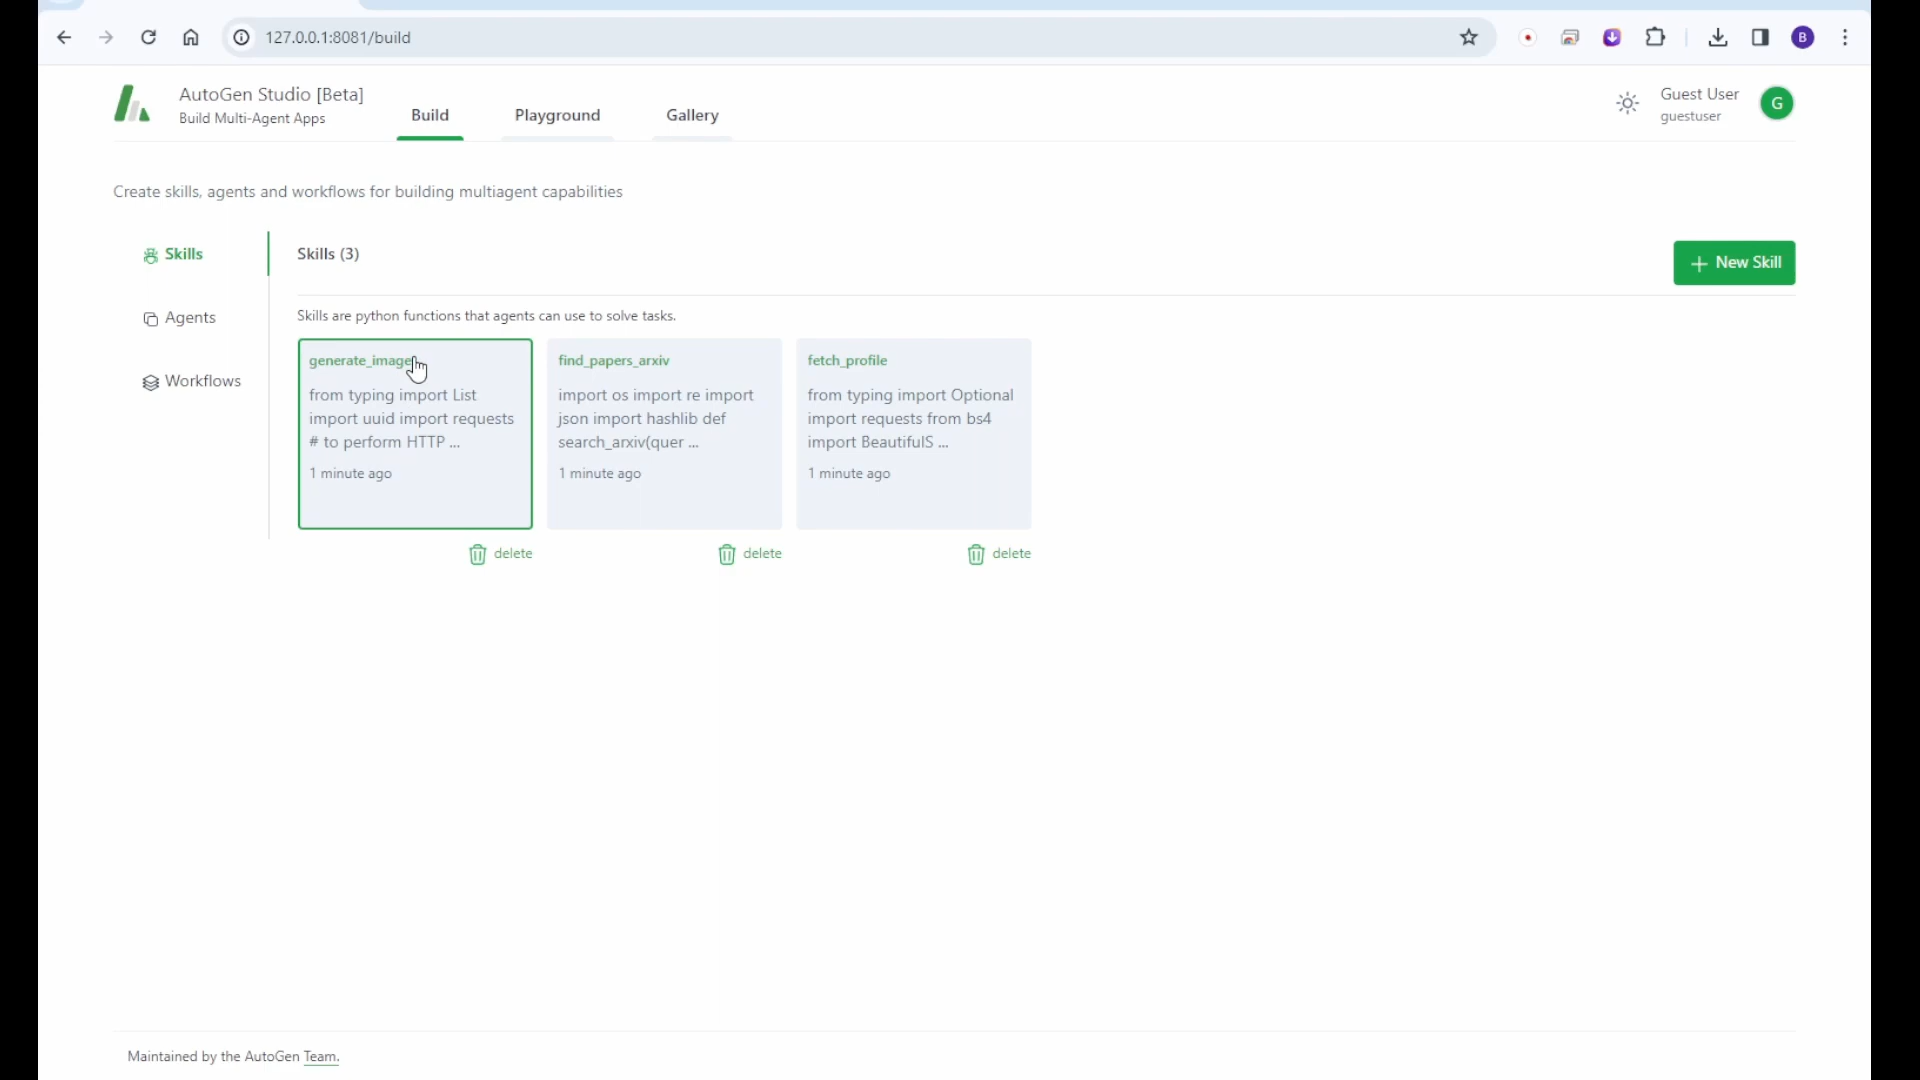 127.0.0.1:8081/build
B
AutoGen Studio [Beta]
Build Multi-Agent Apps
Build
Playground
Gallery
Guest User
guestuser
G
Create skills, agents and workflows for building multiagent capabilities
Skills
Agents
Workflows
Skills (3)
+ New Skill
Skills are python functions that agents can use to solve tasks.
generate_image
from typing import List
import uuid import requests
# to perform HTTP ...
1 minute ago
delete
find_papers_arxiv
import os import re import
json import hashlib def
search_arxiv(quer ...
1 minute ago
delete
fetch_profile
from typing import Optional
import requests from bs4
import BeautifulS ...
1 minute ago
delete
Maintained by the AutoGen Team.